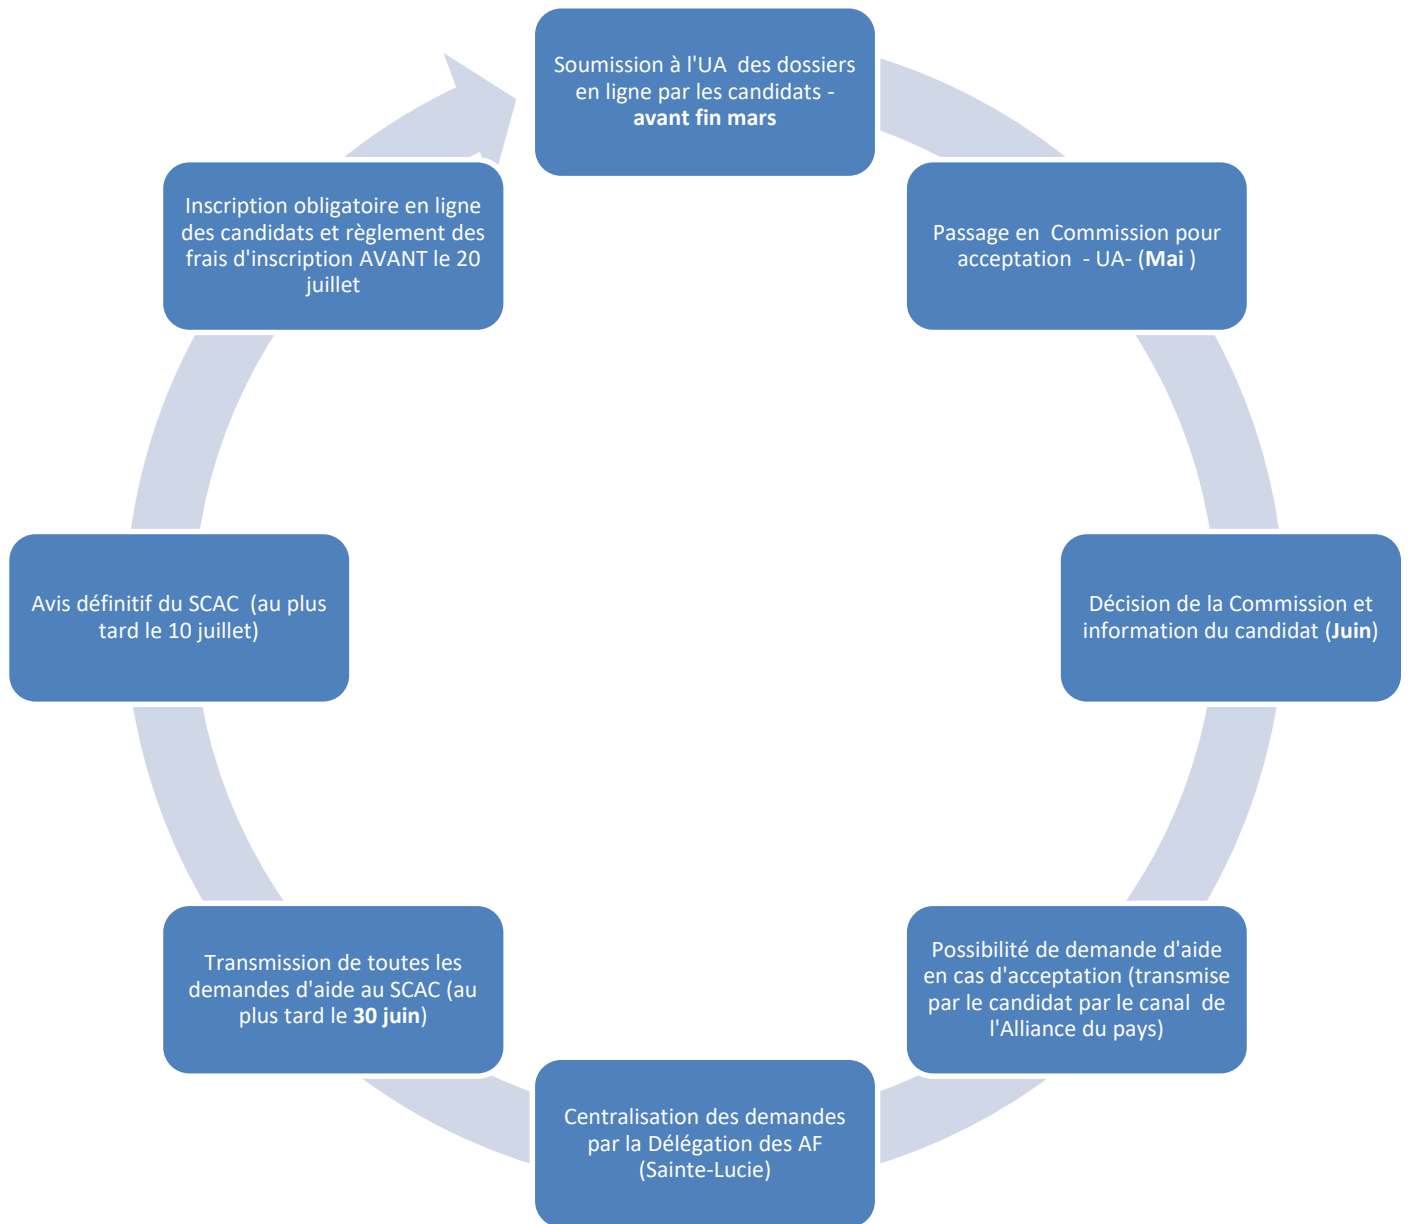 Soumission à l'UA  des dossiers
en ligne par les candidats -
avant fin mars
Passage en  Commission pour
acceptation  - UA- (Mai )
Décision de la Commission et
information du candidat (Juin)
Possibilité de demande d'aide
en cas d'acceptation (transmise
par le candidat par le canal  de
l'Alliance du pays)
Centralisation des demandes
par la Délégation des AF
(Sainte-Lucie)
Transmission de toutes les
demandes d'aide au SCAC (au
plus tard le 30 juin)
Avis définitif du SCAC  (au plus
tard le 10 juillet)
Inscription obligatoire en ligne
des candidats et règlement des
frais d'inscription AVANT le 20
juillet